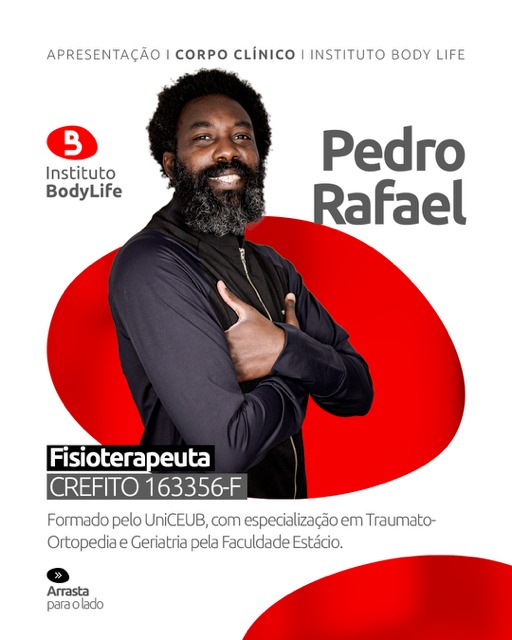 APRESENTAÇÃO | CORPO CLÍNICO | INSTITUTO BODY LIFE
B
Instituto
BodyLife
Pedro
Rafael
Fisioterapeuta
CREFITO 163356-F
Formado pelo UniCEUB, com especialização em Traumato-
Ortopedia e Geriatria pela Faculdade Estácio.
»
Arrasta
para o lado